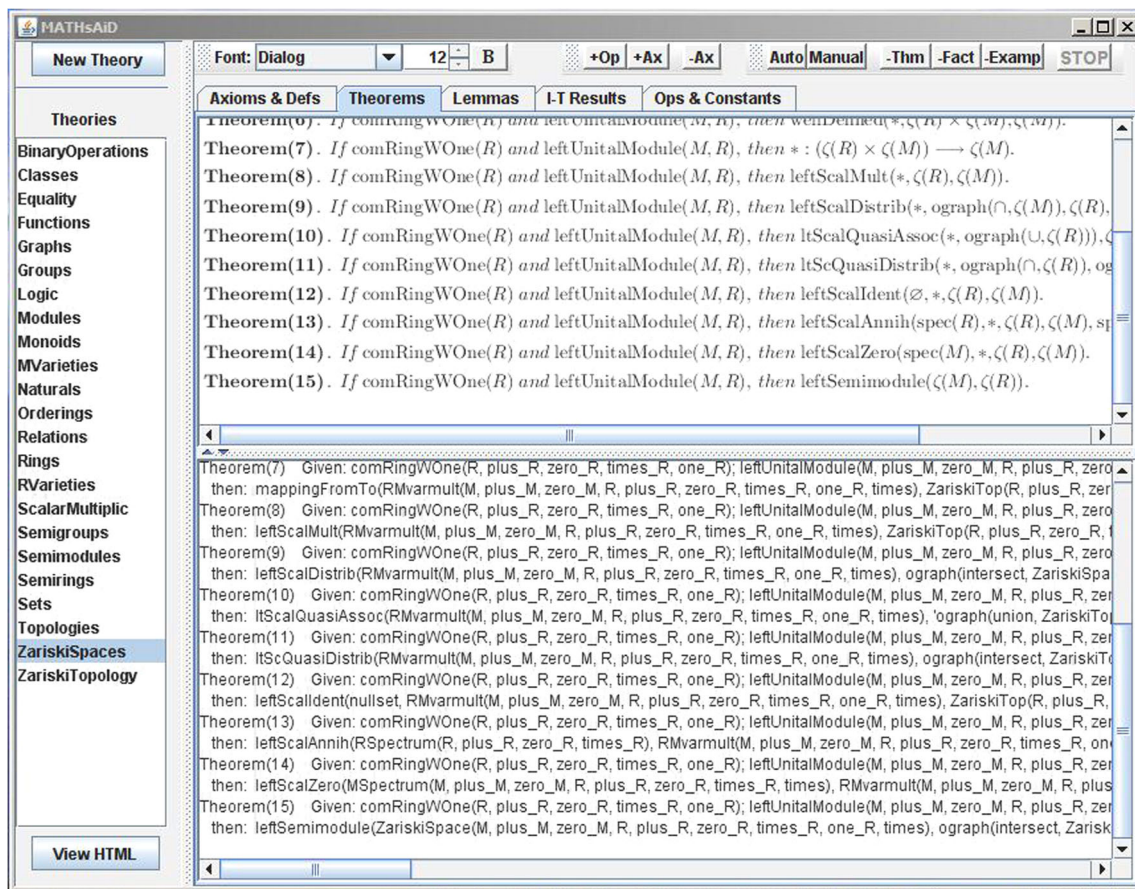 MATHsAiD
New Theory
Font: Dialog 12 B +Op +Ax -Ax Auto Manual -Thm -Fact -Examp STOP
Axioms & Defs Theorems Lemmas I-T Results Ops & Constants
Theories
BinaryOperations
Classes
Equality
Functions
Graphs
Groups
Logic
Modules
Monoids
MVarieties
Naturals
Orderings
Relations
Rings
RVarieties
ScalarMultiplic
Semigroups
Semimodules
Semirings
Sets
Topologies
ZariskiSpaces
ZariskiTopology
View HTML
Theorem(6). If comRingWOne(R) and leftUnitalModule(M, R), then wellDefined(∗, ζ(R) × ζ(M), ζ(M)).
Theorem(7). If comRingWOne(R) and leftUnitalModule(M, R), then ∗ : (ζ(R) × ζ(M)) ⟶ ζ(M).
Theorem(8). If comRingWOne(R) and leftUnitalModule(M, R), then leftScalMult(∗, ζ(R), ζ(M)).
Theorem(9). If comRingWOne(R) and leftUnitalModule(M, R), then leftScalDistrib(∗, ograph(∩, ζ(M)), ζ(R),
Theorem(10). If comRingWOne(R) and leftUnitalModule(M, R), then ltScalQuasiAssoc(∗, ograph(∪, ζ(R))), ζ
Theorem(11). If comRingWOne(R) and leftUnitalModule(M, R), then ltScQuasiDistrib(∗, ograph(∩, ζ(R)), og
Theorem(12). If comRingWOne(R) and leftUnitalModule(M, R), then leftScalIdent(∅, ∗, ζ(R), ζ(M)).
Theorem(13). If comRingWOne(R) and leftUnitalModule(M, R), then leftScalAnnih(spec(R), ∗, ζ(R), ζ(M), sp
Theorem(14). If comRingWOne(R) and leftUnitalModule(M, R), then leftScalZero(spec(M), ∗, ζ(R), ζ(M)).
Theorem(15). If comRingWOne(R) and leftUnitalModule(M, R), then leftSemimodule(ζ(M), ζ(R)).
Theorem(7) Given: comRingWOne(R, plus_R, zero_R, times_R, one_R); leftUnitalModule(M, plus_M, zero_M, R, plus_R, zero
then: mappingFromTo(RMvarmult(M, plus_M, zero_M, R, plus_R, zero_R, times_R, one_R, times), ZariskiTop(R, plus_R, zer
Theorem(8) Given: comRingWOne(R, plus_R, zero_R, times_R, one_R); leftUnitalModule(M, plus_M, zero_M, R, plus_R, zero
then: leftScalMult(RMvarmult(M, plus_M, zero_M, R, plus_R, zero_R, times_R, one_R, times), ZariskiTop(R, plus_R, zero_R, t
Theorem(9) Given: comRingWOne(R, plus_R, zero_R, times_R, one_R); leftUnitalModule(M, plus_M, zero_M, R, plus_R, zero
then: leftScalDistrib(RMvarmult(M, plus_M, zero_M, R, plus_R, zero_R, times_R, one_R, times), ograph(intersect, ZariskiSpa
Theorem(10) Given: comRingWOne(R, plus_R, zero_R, times_R, one_R); leftUnitalModule(M, plus_M, zero_M, R, plus_R, zer
then: ltScalQuasiAssoc(RMvarmult(M, plus_M, zero_M, R, plus_R, zero_R, times_R, one_R, times), 'ograph(union, ZariskiTop
Theorem(11) Given: comRingWOne(R, plus_R, zero_R, times_R, one_R); leftUnitalModule(M, plus_M, zero_M, R, plus_R, zer
then: ltScQuasiDistrib(RMvarmult(M, plus_M, zero_M, R, plus_R, zero_R, times_R, one_R, times), ograph(intersect, ZariskiTo
Theorem(12) Given: comRingWOne(R, plus_R, zero_R, times_R, one_R); leftUnitalModule(M, plus_M, zero_M, R, plus_R, zer
then: leftScalIdent(nullset, RMvarmult(M, plus_M, zero_M, R, plus_R, zero_R, times_R, one_R, times), ZariskiTop(R, plus_R,
Theorem(13) Given: comRingWOne(R, plus_R, zero_R, times_R, one_R); leftUnitalModule(M, plus_M, zero_M, R, plus_R, zer
then: leftScalAnnih(RSpectrum(R, plus_R, zero_R, times_R), RMvarmult(M, plus_M, zero_M, R, plus_R, zero_R, times_R, on
Theorem(14) Given: comRingWOne(R, plus_R, zero_R, times_R, one_R); leftUnitalModule(M, plus_M, zero_M, R, plus_R, zer
then: leftScalZero(MSpectrum(M, plus_M, zero_M, R, plus_R, zero_R, times_R, one_R, times), RMvarmult(M, plus_M, zero_M, R, plus
Theorem(15) Given: comRingWOne(R, plus_R, zero_R, times_R, one_R); leftUnitalModule(M, plus_M, zero_M, R, plus_R, zer
then: leftSemimodule(ZariskiSpace(M, plus_M, zero_M, R, plus_R, zero_R, times_R, one_R, times), ograph(intersect, Zarisk